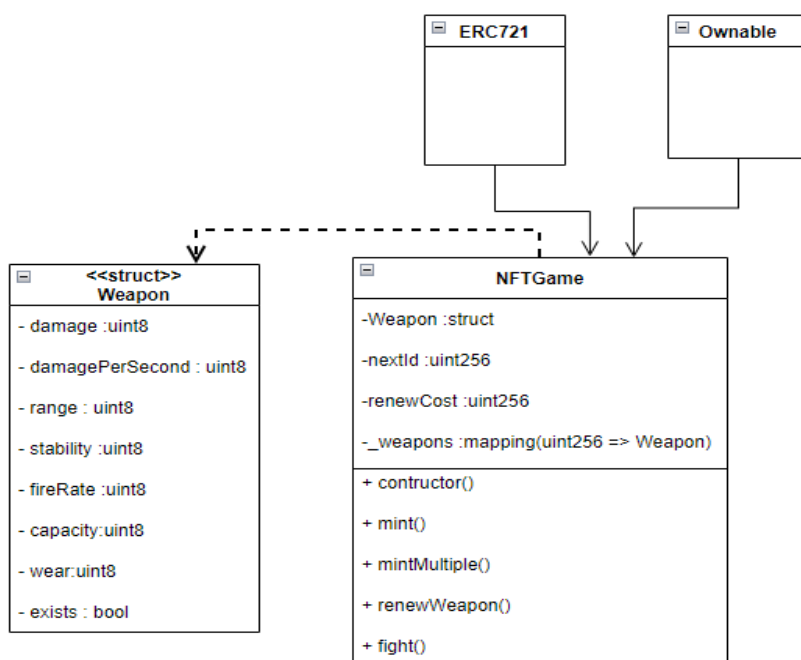 ERC721
Ownable
<<struct>>
Weapon
- damage :uint8
- damagePerSecond : uint8
- range : uint8
- stability :uint8
- fireRate :uint8
- capacity:uint8
- wear:uint8
- exists : bool
NFTGame
-Weapon :struct
-nextId :uint256
-renewCost :uint256
-_weapons :mapping(uint256 => Weapon)
+ contructor()
+ mint()
+ mintMultiple()
+ renewWeapon()
+ fight()